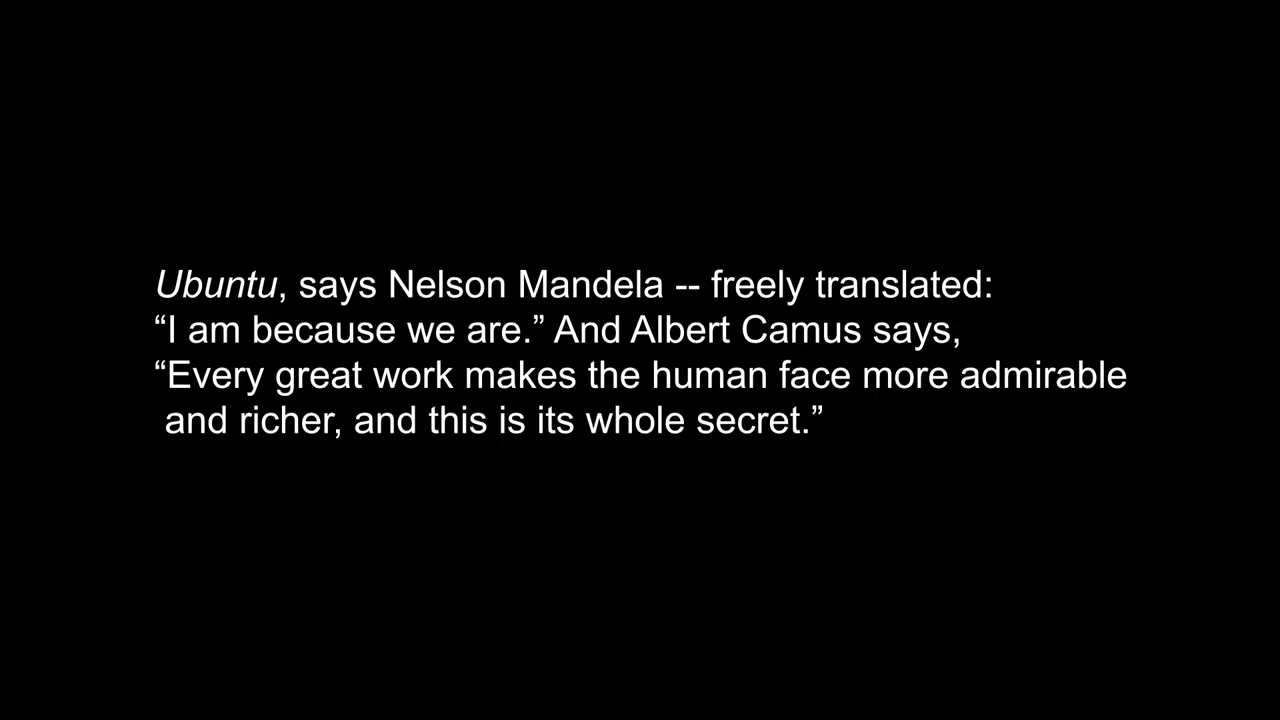 Ubuntu, says Nelson Mandela -- freely translated:
“I am because we are.” And Albert Camus says,
“Every great work makes the human face more admirable
and richer, and this is its whole secret.”